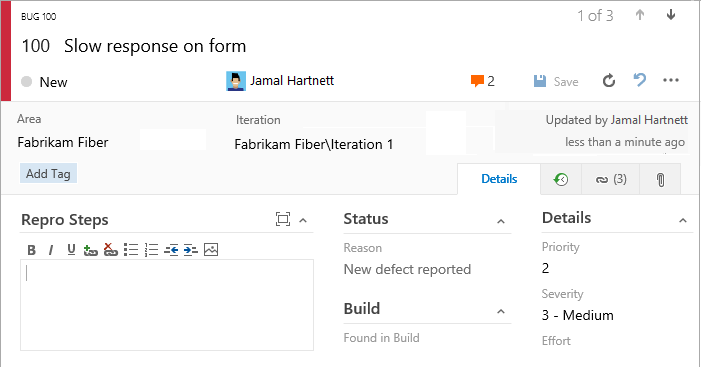 BUG 100
1 of 3
100 Slow response on form
New
Jamal Hartnett
2
Save
Area
Iteration
Updated by Jamal Hartnett
Fabrikam Fiber
Fabrikam Fiber\Iteration 1
less than a minute ago
Add Tag
Details
(3)
Repro Steps
B I U
Status
Reason
New defect reported
Build
Found in Build
Details
Priority
2
Severity
3 - Medium
Effort